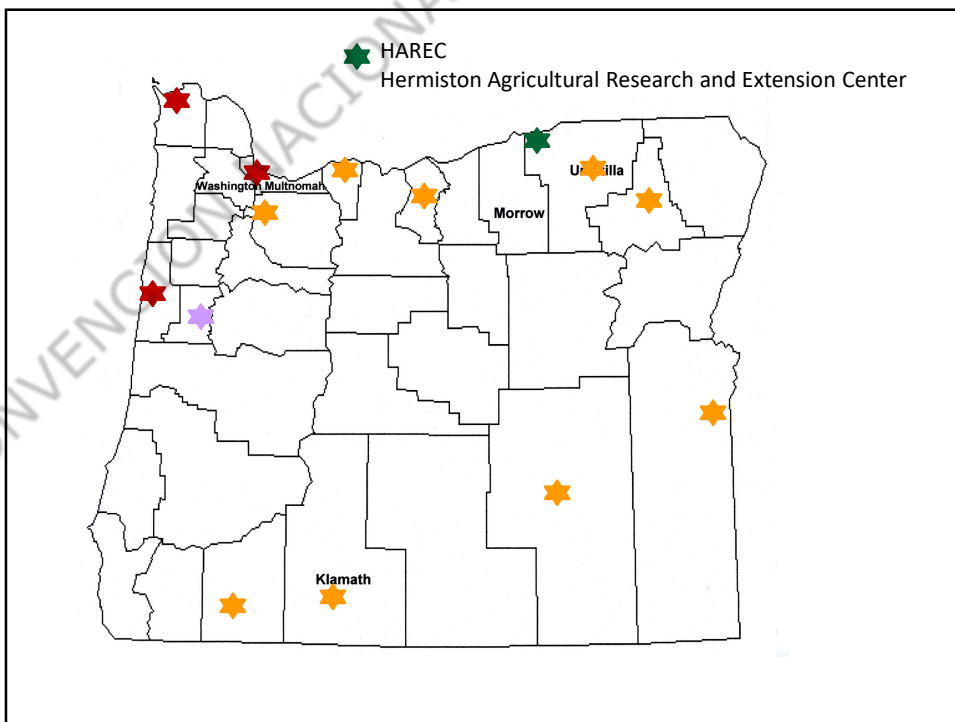 HAREC
Hermiston Agricultural Research and Extension Center
Washington Multnomah
Morrow
Klamath